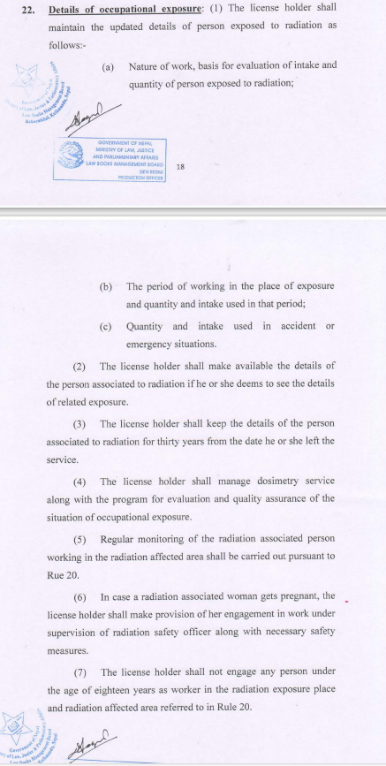 22. Details of occupational exposure: (1) The license holder shall
maintain the updated details of person exposed to radiation as
follows:-
(a) Nature of work, basis for evaluation of intake and
quantity of person exposed to radiation;
GOVERNMENT OF NEPAL
MINISTRY OF LAW, JUSTICE
AND PARLIAMENTARY AFFAIRS
LAW BOOKS MANAGEMENT BOARD
PRODUCTION OFFICER
18
(b) The period of working in the place of exposure
and quantity and intake used in that period;
(c) Quantity and intake used in accident or
emergency situations.
(2) The license holder shall make available the details of
the person associated to radiation if he or she deems to see the details
of related exposure.
(3) The license holder shall keep the details of the person
associated to radiation for thirty years from the date he or she left the
service.
(4) The license holder shall manage dosimetry service
along with the program for evaluation and quality assurance of the
situation of occupational exposure.
(5) Regular monitoring of the radiation associated person
working in the radiation affected area shall be carried out pursuant to
Rue 20.
(6) In case a radiation associated woman gets pregnant, the
license holder shall make provision of her engagement in work under
supervision of radiation safety officer along with necessary safety
measures.
(7) The license holder shall not engage any person under
the age of eighteen years as worker in the radiation exposure place
and radiation affected area referred to in Rule 20.